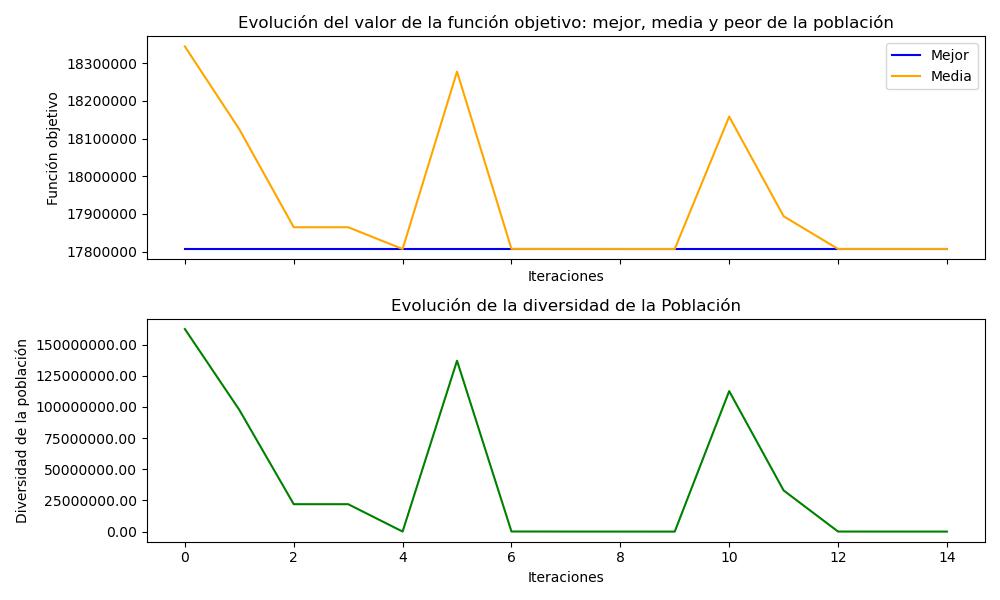 Evolución del valor de la función objetivo: mejor, media y peor de la población
Mejor
Media
Función objetivo
18300000
18200000
18100000
18000000
17900000
17800000
Iteraciones
Evolución de la diversidad de la Población
Diversidad de la población
150000000.00
125000000.00
100000000.00
75000000.00
50000000.00
25000000.00
0.00
0 2 4 6 8 10 12 14
Iteraciones